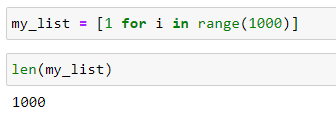 my_list = [1 for i in range(1000)]
len(my_list)
1000